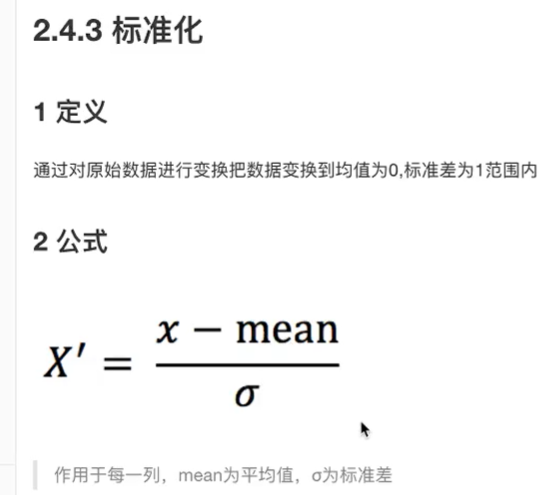 2.4.3 标准化
1 定义
通过对原始数据进行变换把数据变换到均值为0,标准差为1范围内
2 公式
X′ = (x − mean) / σ
作用于每一列，mean为平均值，σ为标准差